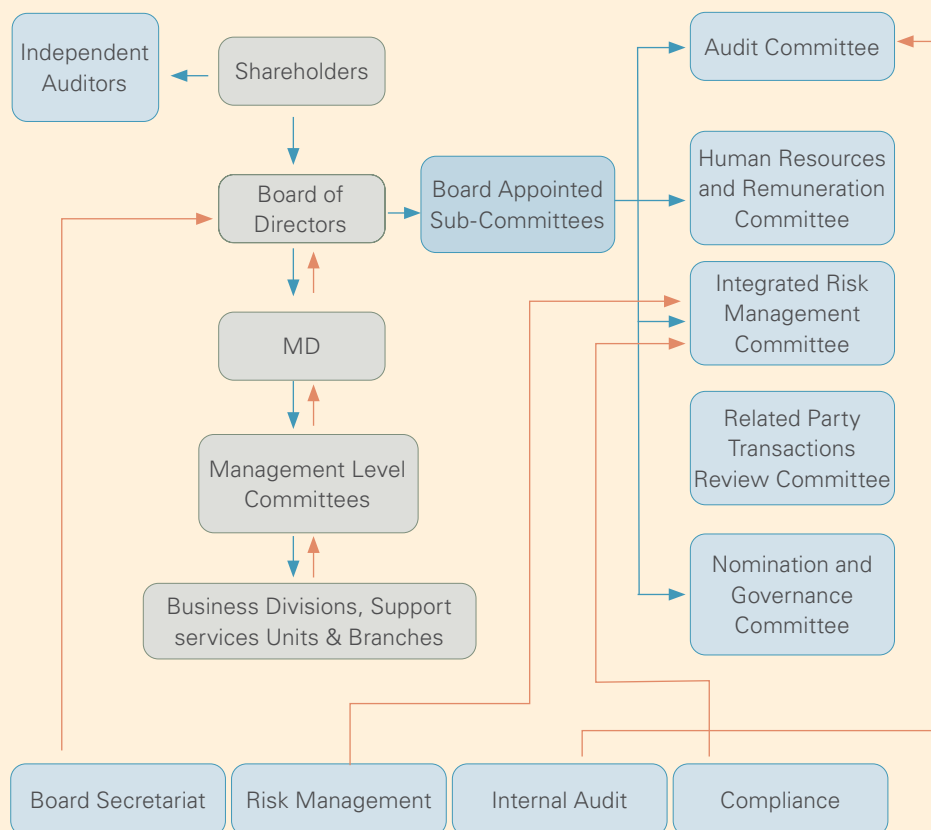 Independent
Auditors
Shareholders
Audit Committee
Board of
Directors
Board Appointed
Sub-Committees
Human Resources
and Remuneration
Committee
MD
Integrated Risk
Management
Committee
Management Level
Committees
Related Party
Transactions
Review Committee
Business Divisions, Support
services Units & Branches
Nomination and
Governance
Committee
Board Secretariat
Risk Management
Internal Audit
Compliance